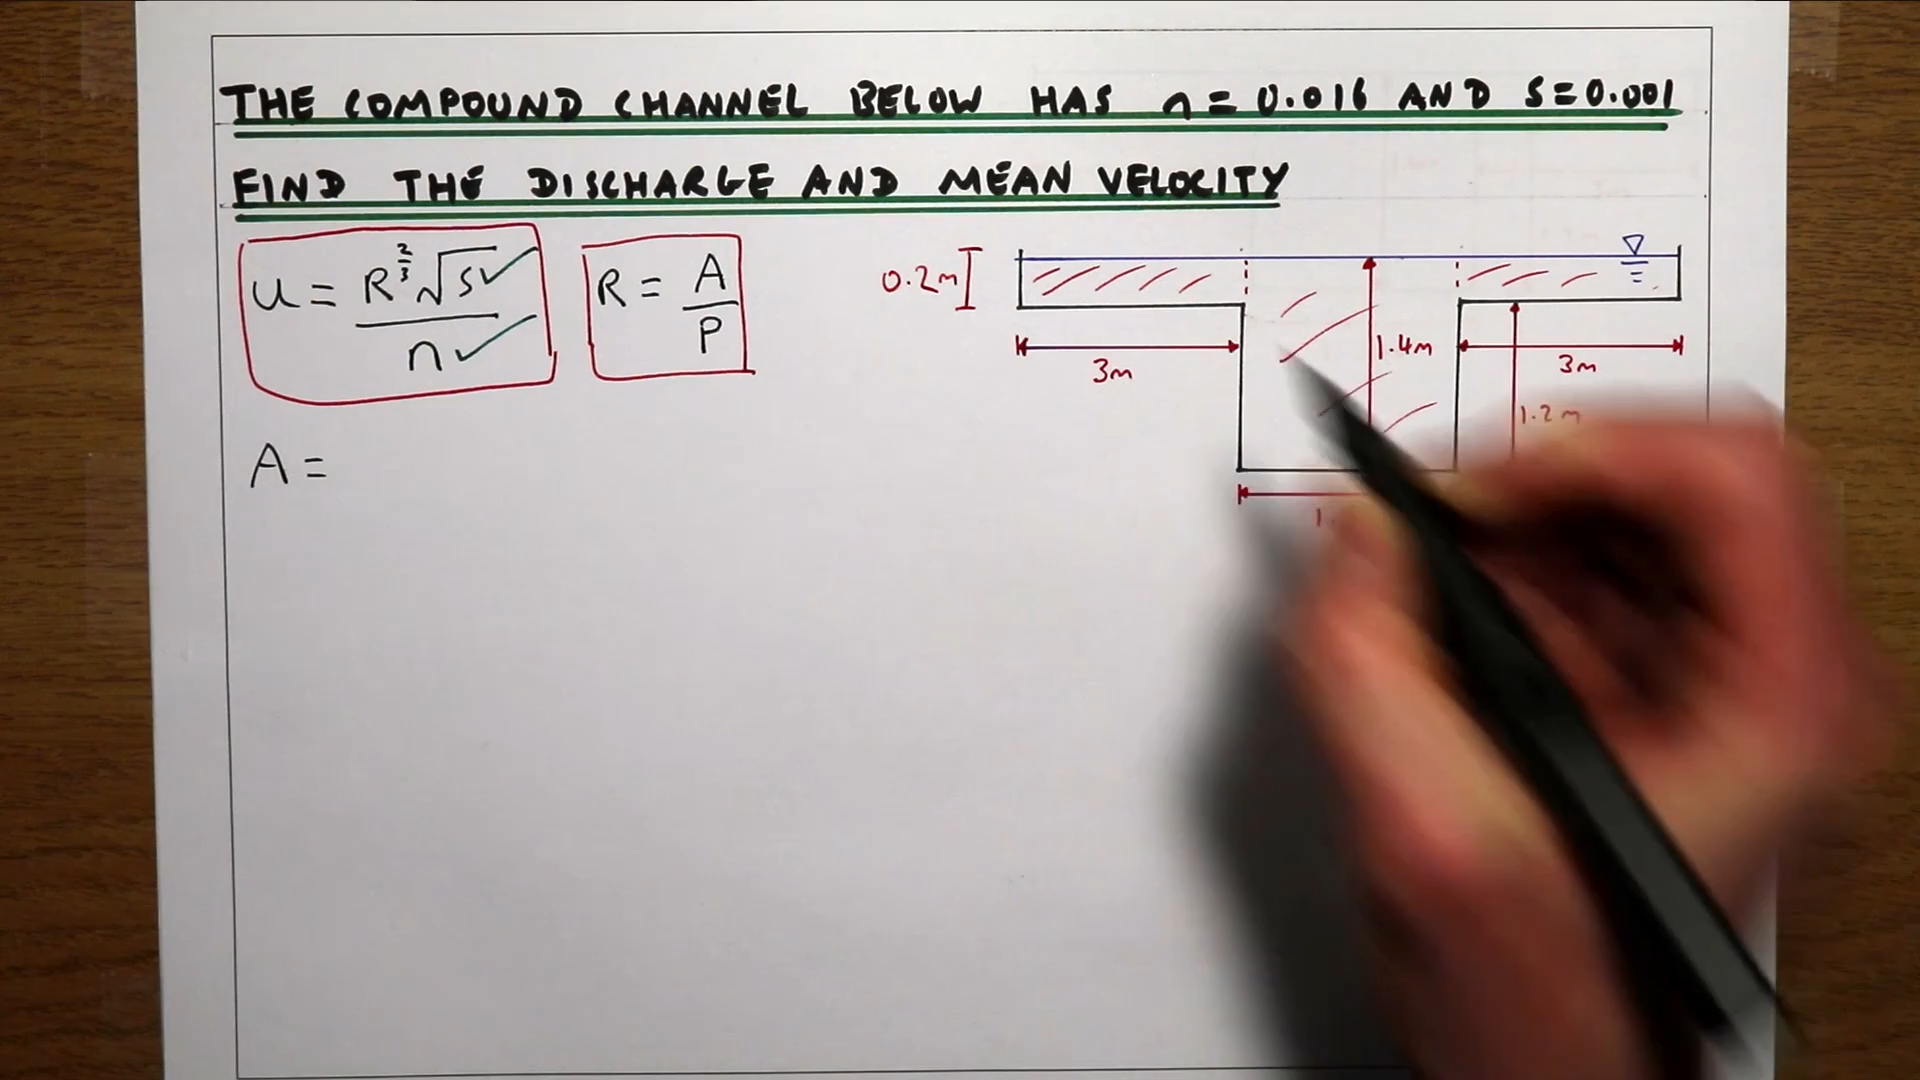 THE COMPOUND CHANNEL BELOW HAS n = 0.016 AND S = 0.001
FIND THE DISCHARGE AND MEAN VELOCITY
u = R^(2/3) √S / n
R = A / P
0.2m
1.4m
3m
3m
1.2m
A =